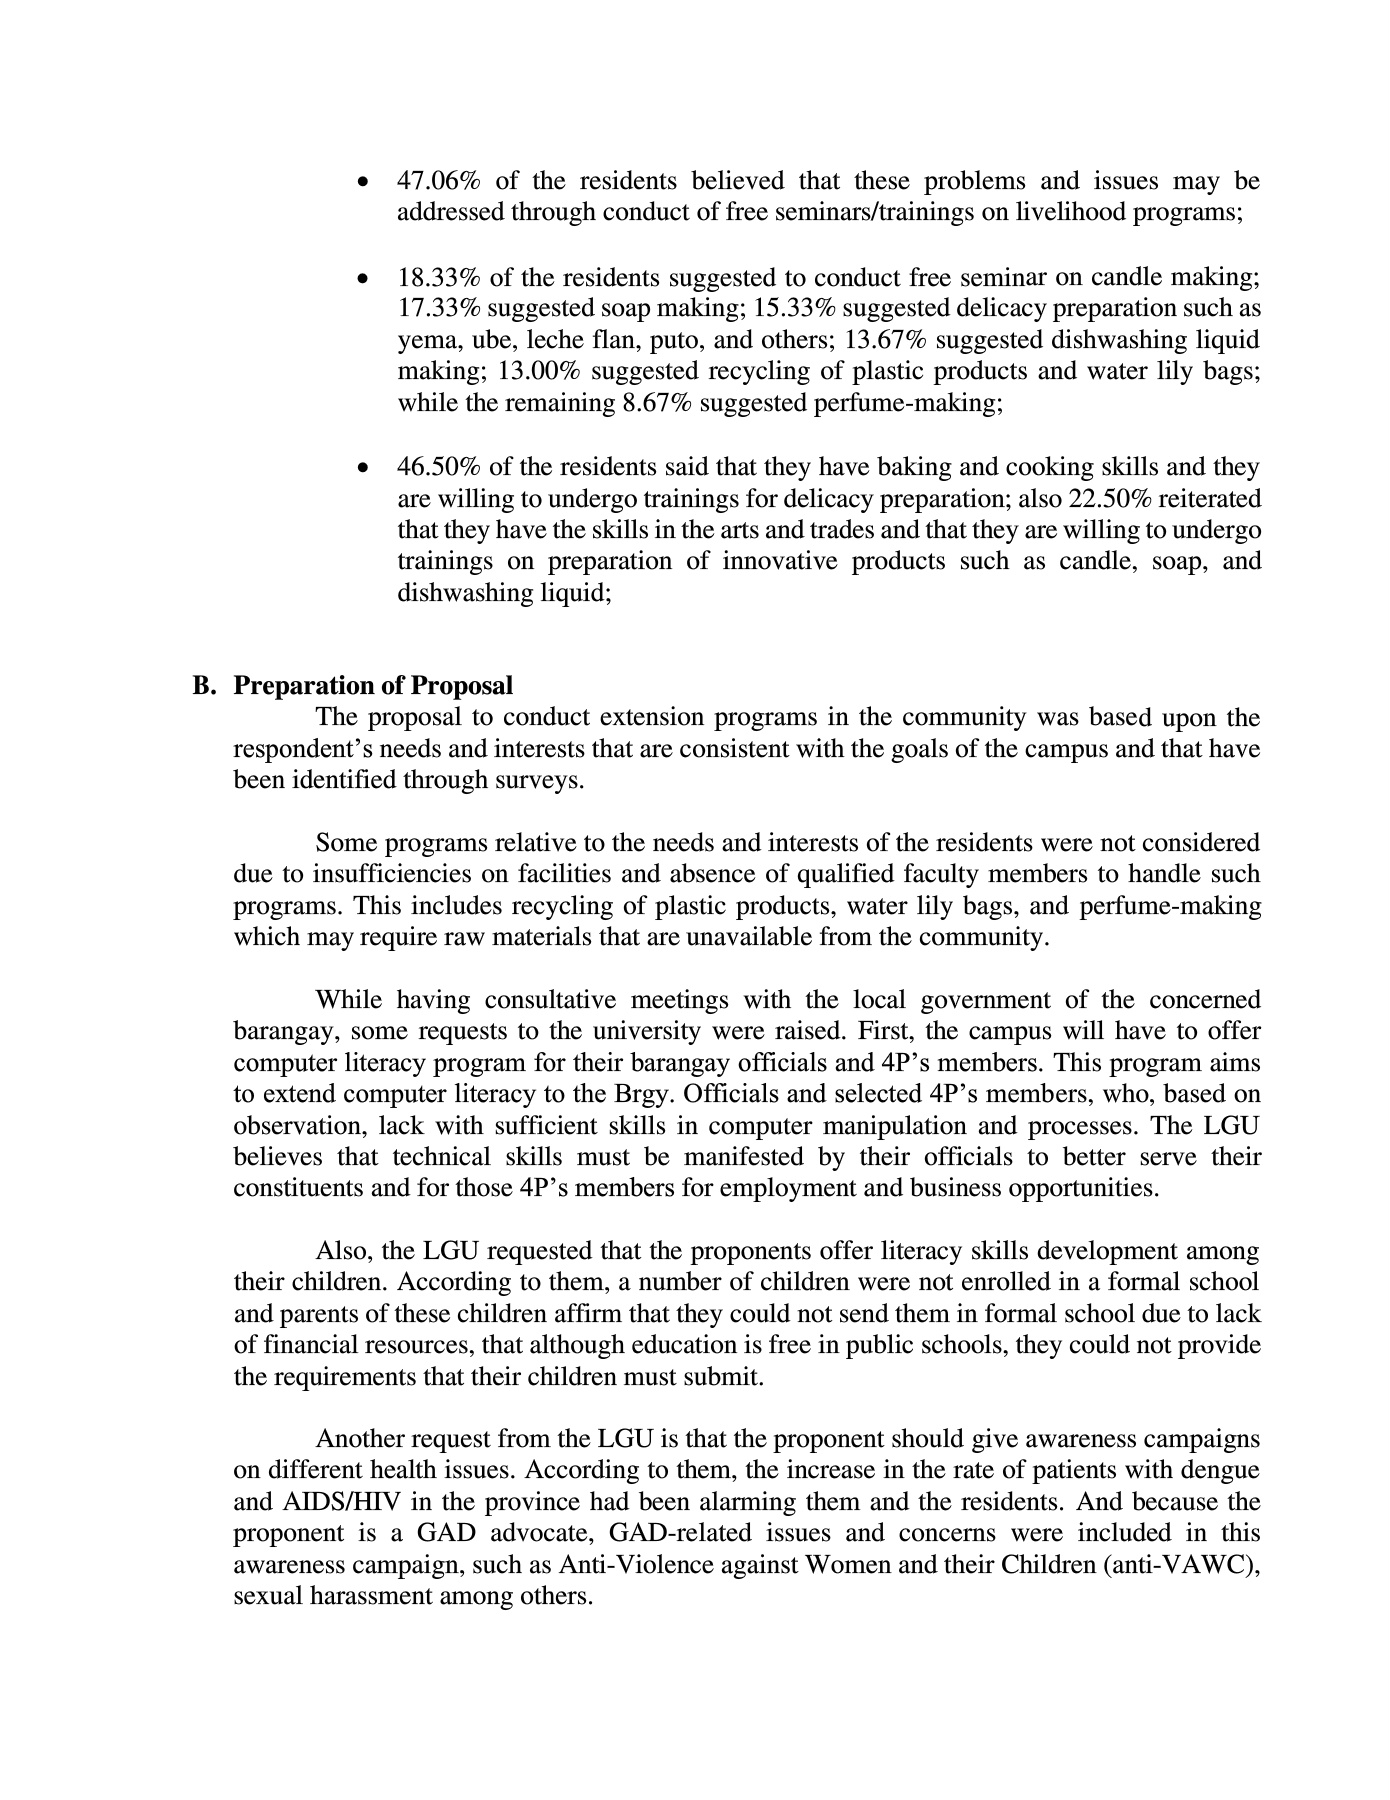 • 47.06% of the residents believed that these problems and issues may be
addressed through conduct of free seminars/trainings on livelihood programs;
• 18.33% of the residents suggested to conduct free seminar on candle making;
17.33% suggested soap making; 15.33% suggested delicacy preparation such as
yema, ube, leche flan, puto, and others; 13.67% suggested dishwashing liquid
making; 13.00% suggested recycling of plastic products and water lily bags;
while the remaining 8.67% suggested perfume-making;
• 46.50% of the residents said that they have baking and cooking skills and they
are willing to undergo trainings for delicacy preparation; also 22.50% reiterated
that they have the skills in the arts and trades and that they are willing to undergo
trainings on preparation of innovative products such as candle, soap, and
dishwashing liquid;
B. Preparation of Proposal
The proposal to conduct extension programs in the community was based upon the
respondent’s needs and interests that are consistent with the goals of the campus and that have
been identified through surveys.
Some programs relative to the needs and interests of the residents were not considered
due to insufficiencies on facilities and absence of qualified faculty members to handle such
programs. This includes recycling of plastic products, water lily bags, and perfume-making
which may require raw materials that are unavailable from the community.
While having consultative meetings with the local government of the concerned
barangay, some requests to the university were raised. First, the campus will have to offer
computer literacy program for their barangay officials and 4P’s members. This program aims
to extend computer literacy to the Brgy. Officials and selected 4P’s members, who, based on
observation, lack with sufficient skills in computer manipulation and processes. The LGU
believes that technical skills must be manifested by their officials to better serve their
constituents and for those 4P’s members for employment and business opportunities.
Also, the LGU requested that the proponents offer literacy skills development among
their children. According to them, a number of children were not enrolled in a formal school
and parents of these children affirm that they could not send them in formal school due to lack
of financial resources, that although education is free in public schools, they could not provide
the requirements that their children must submit.
Another request from the LGU is that the proponent should give awareness campaigns
on different health issues. According to them, the increase in the rate of patients with dengue
and AIDS/HIV in the province had been alarming them and the residents. And because the
proponent is a GAD advocate, GAD-related issues and concerns were included in this
awareness campaign, such as Anti-Violence against Women and their Children (anti-VAWC),
sexual harassment among others.